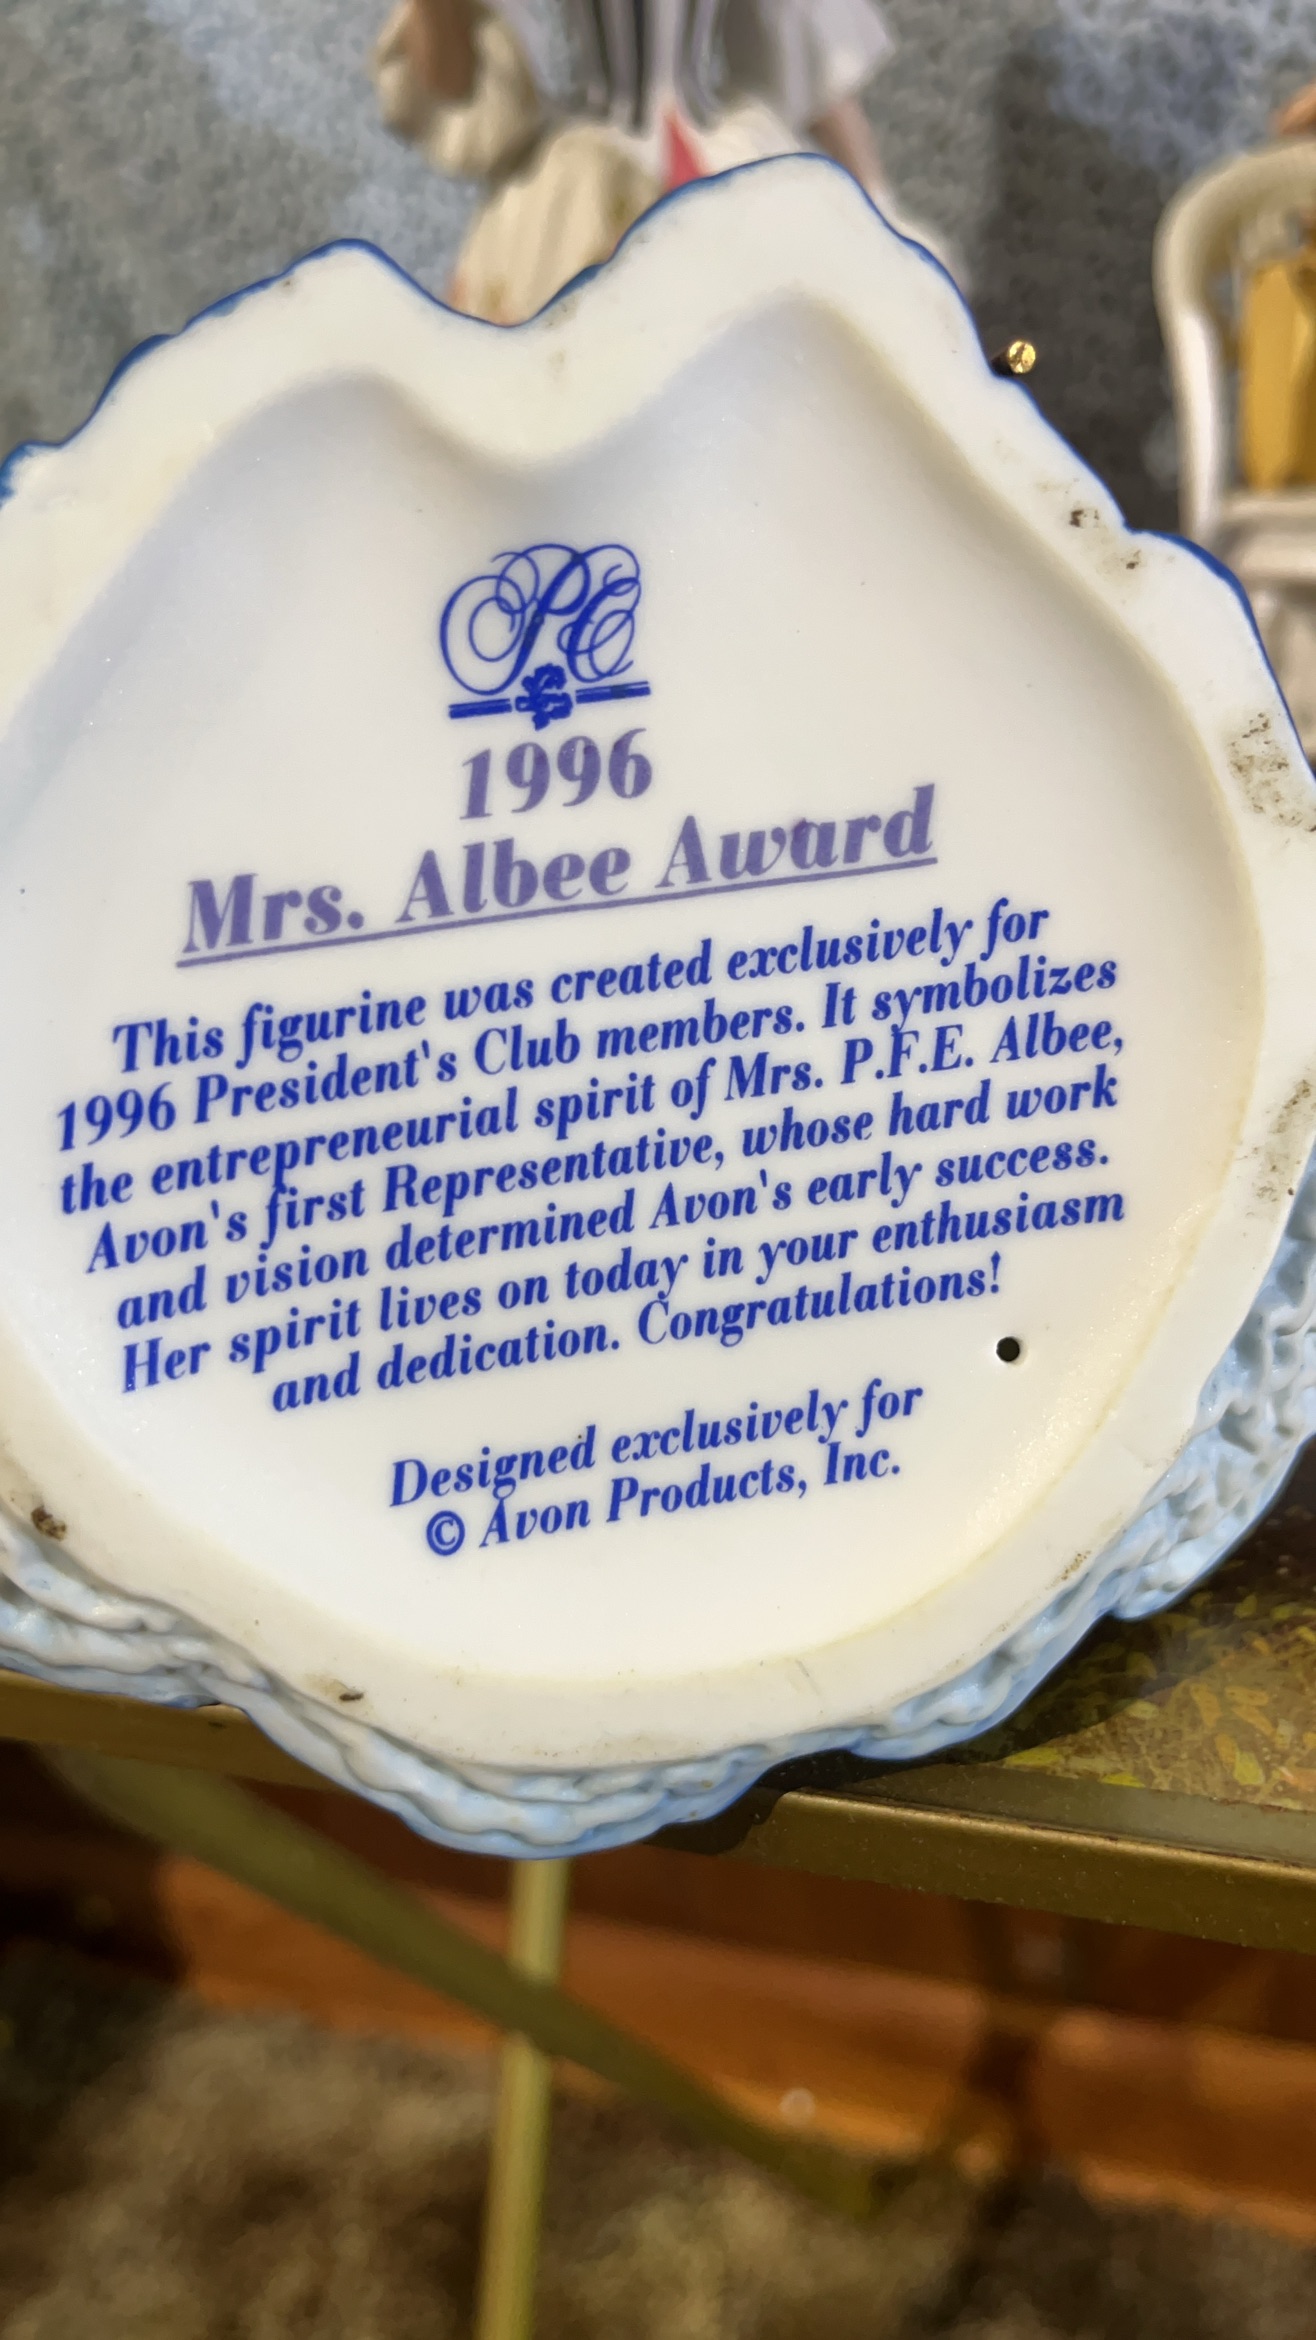 PC
1996
Mrs. Albee Award
This figurine was created exclusively for
1996 President's Club members. It symbolizes
the entrepreneurial spirit of Mrs. P.F.E. Albee,
Avon's first Representative, whose hard work
and vision determined Avon's early success.
Her spirit lives on today in your enthusiasm
and dedication. Congratulations!
Designed exclusively for
© Avon Products, Inc.